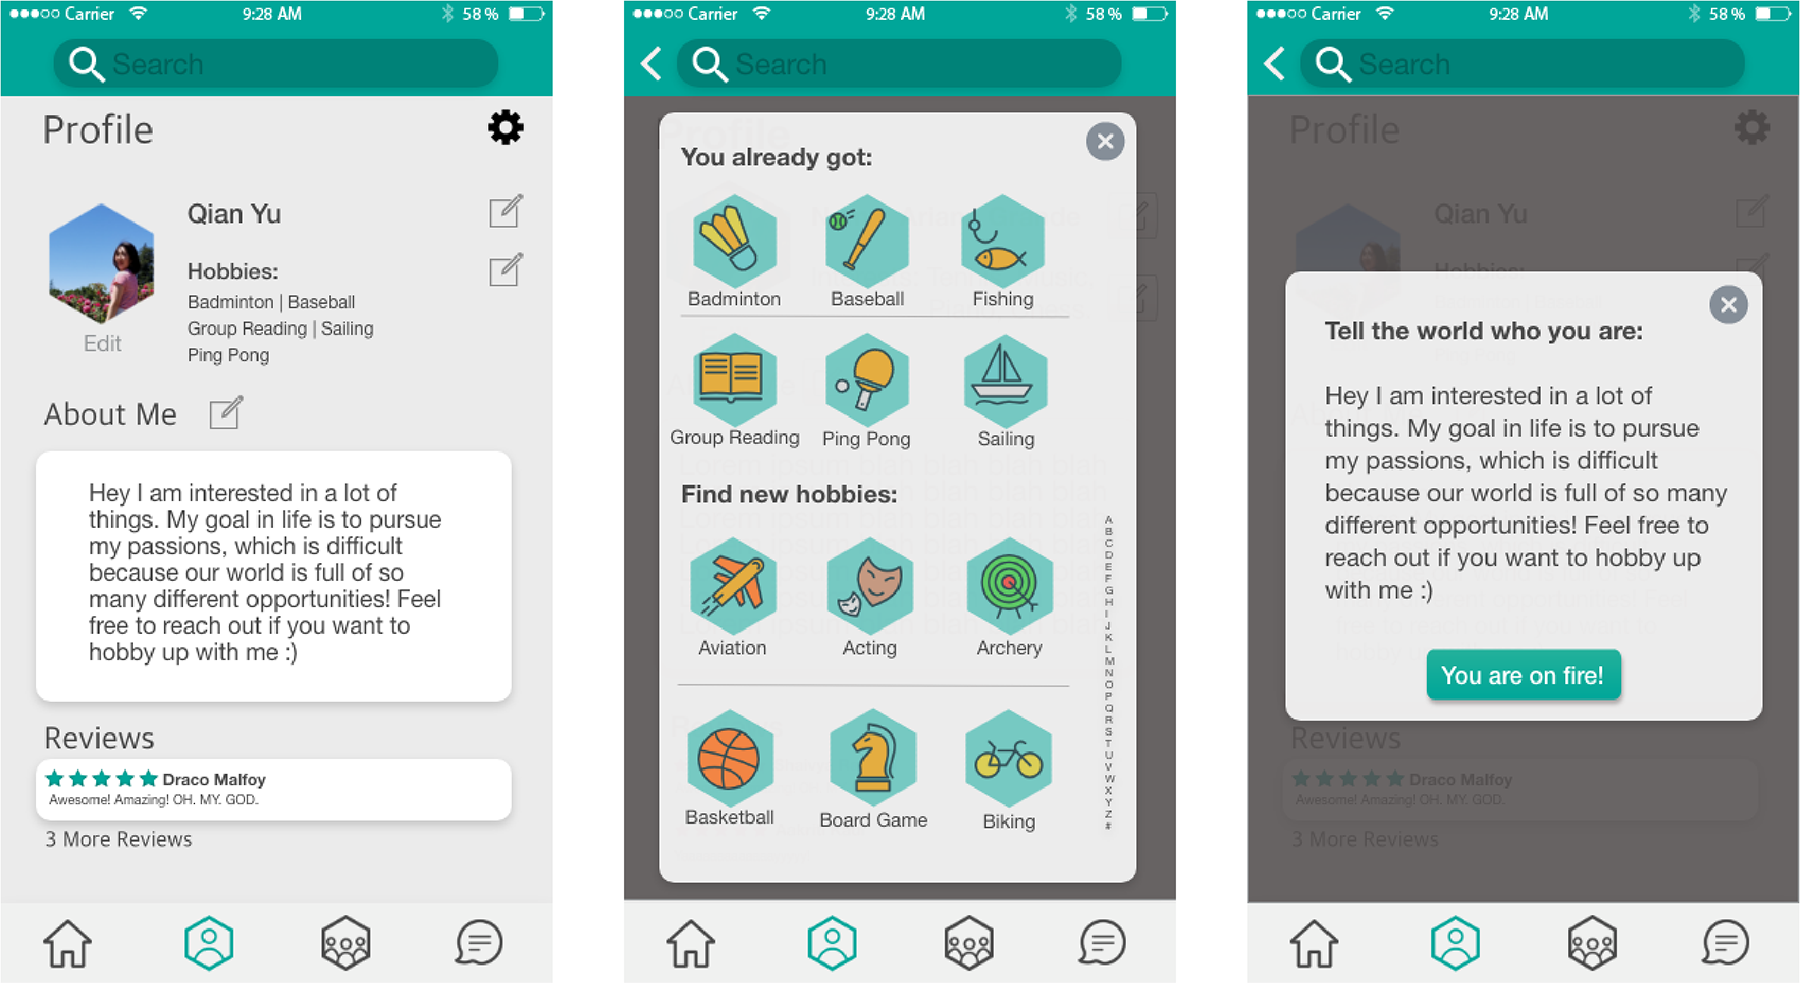 Carrier 9:28 AM 58 %
Search
Profile
Qian Yu
Hobbies:
Badminton | Baseball
Group Reading | Sailing
Ping Pong
Edit
About Me
Hey I am interested in a lot of
things. My goal in life is to pursue
my passions, which is difficult
because our world is full of so
many different opportunities! Feel
free to reach out if you want to
hobby up with me :)
Reviews
Draco Malfoy
Awesome! Amazing! OH. MY. GOD.
3 More Reviews
Carrier 9:28 AM 58 %
Search
Profile
You already got:
Badminton Baseball Fishing
Group Reading Ping Pong Sailing
Find new hobbies:
Aviation Acting Archery
Basketball Board Game Biking
A
B
C
D
E
F
G
H
I
J
K
L
M
N
O
P
Q
R
S
T
U
V
W
X
Y
Z
#
Carrier 9:28 AM 58 %
Search
Profile
Qian Yu
Hobbies:
Tell the world who you are:
Hey I am interested in a lot of
things. My goal in life is to pursue
my passions, which is difficult
because our world is full of so many
different opportunities! Feel free to
reach out if you want to hobby up
with me :)
You are on fire!
Reviews
Draco Malfoy
Awesome! Amazing! OH. MY. GOD.
3 More Reviews